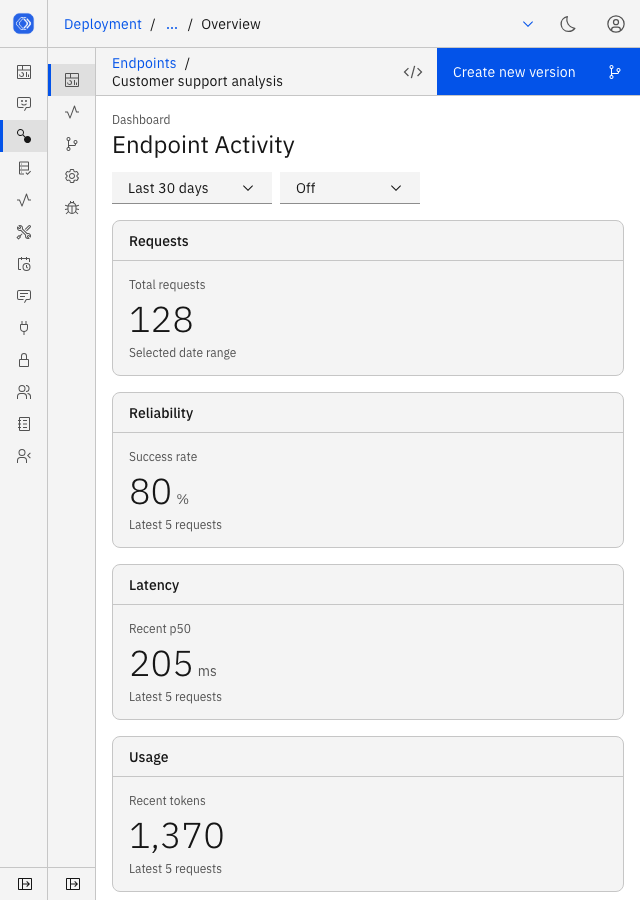 Deployment / ... / Overview
Endpoints /
Customer support analysis
Create new version
Dashboard
Endpoint Activity
Last 30 days
Off
Requests
Total requests
128
Selected date range
Reliability
Success rate
80 %
Latest 5 requests
Latency
Recent p50
205 ms
Latest 5 requests
Usage
Recent tokens
1,370
Latest 5 requests